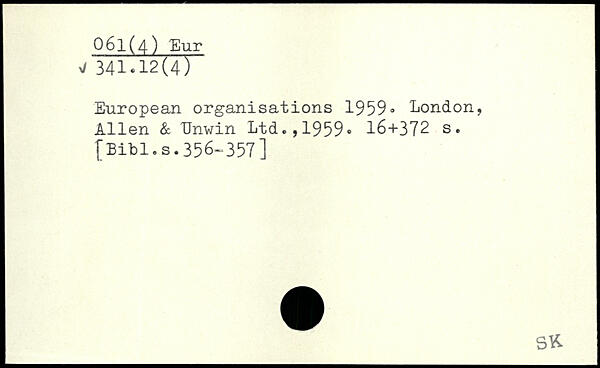 061(4) Eur
√ 341.12(4)
European organisations 1959. London,
Allen & Unwin Ltd.,1959. 16+372 s.
[Bibl.s.356-357]
SK